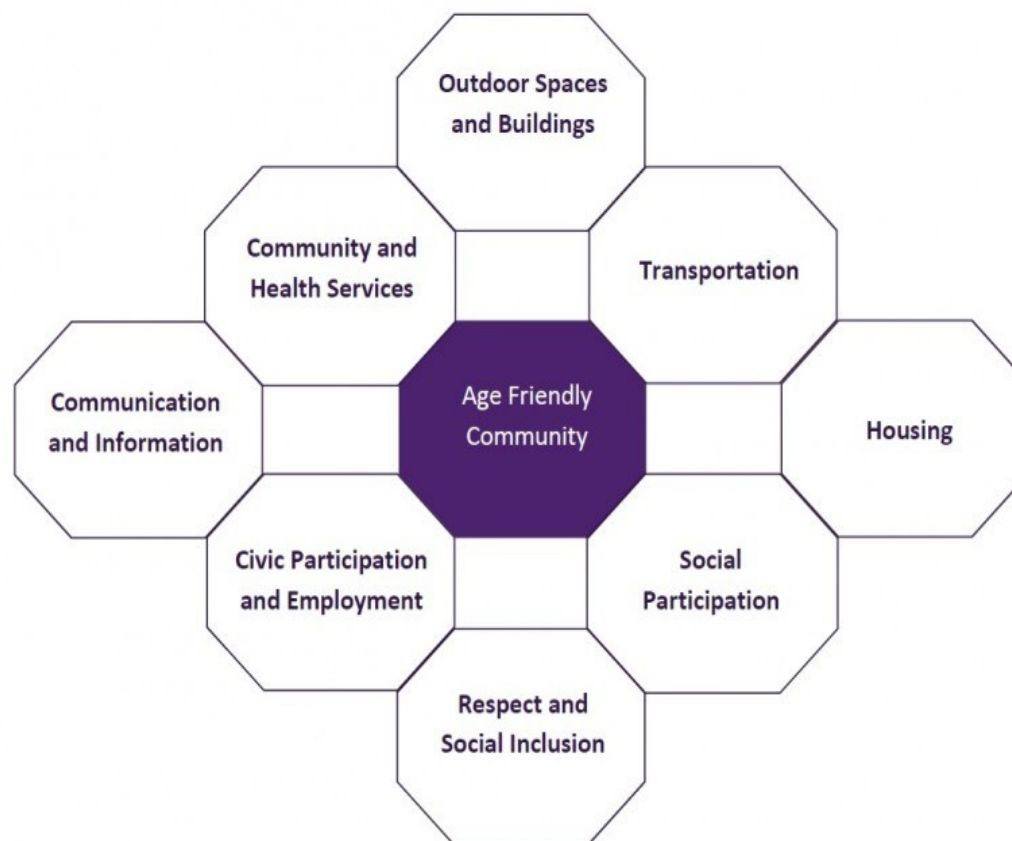 Outdoor Spaces
and Buildings
Community and
Health Services
Transportation
Communication
and Information
Age Friendly
Community
Housing
Civic Participation
and Employment
Social
Participation
Respect and
Social Inclusion